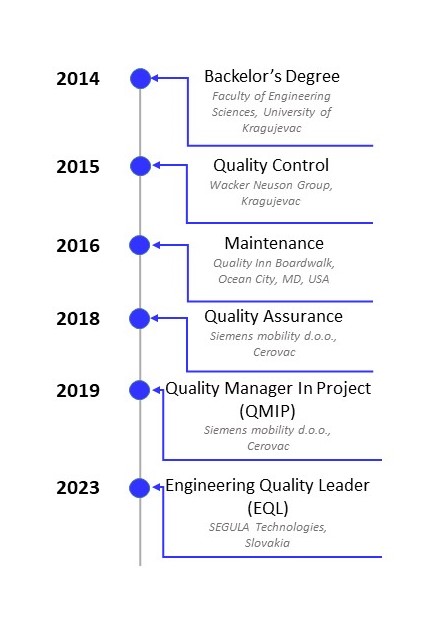 2014
Backelor's Degree
Faculty of Engineering
Sciences, University of
Kragujevac
2015
Quality Control
Wacker Neuson Group,
Kragujevac
2016
Maintenance
Quality Inn Boardwalk,
Ocean City, MD, USA
2018
Quality Assurance
Siemens mobility d.o.o.,
Cerovac
2019
Quality Manager In Project
(QMIP)
Siemens mobility d.o.o.,
Cerovac
2023
Engineering Quality Leader
(EQL)
SEGULA Technologies,
Slovakia